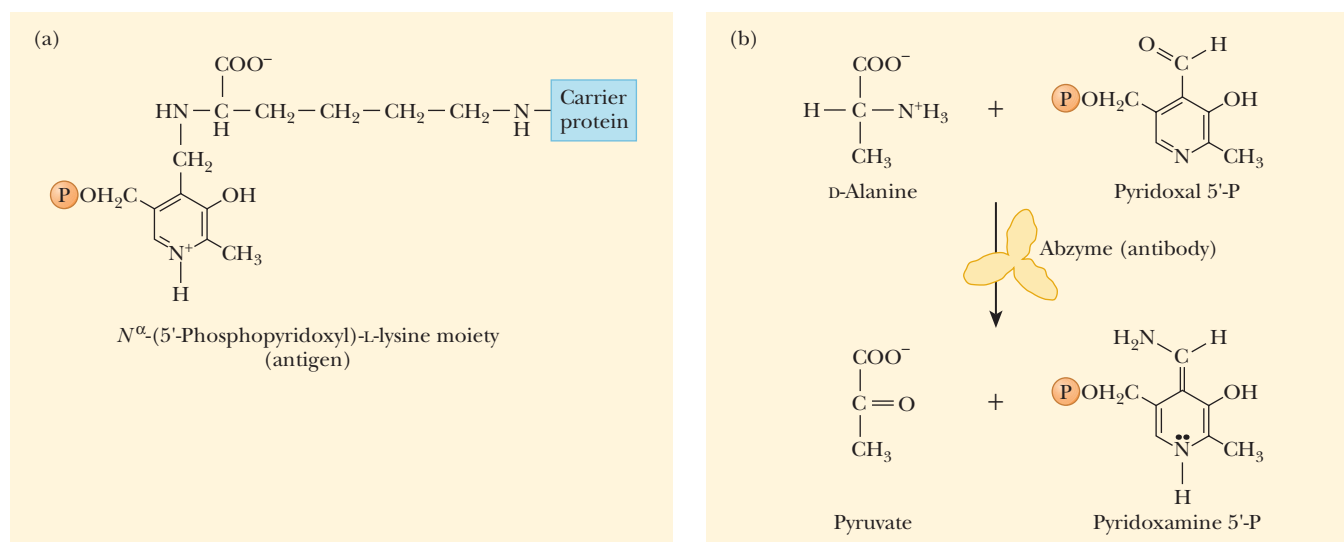 (a)
COO⁻
HN—C—CH₂—CH₂—CH₂—CH₂—N—
H
H
Carrier
protein
CH₂
P OH₂C
OH
N⁺
CH₃
H
Nᵅ-(5'-Phosphopyridoxyl)-L-lysine moiety
(antigen)
(b)
COO⁻
H—C—N⁺H₃
CH₃
D-Alanine
+
O
H
C
P OH₂C
OH
N
CH₃
Pyridoxal 5'-P
Abzyme (antibody)
COO⁻
C=O
CH₃
Pyruvate
+
H₂N
H
C
P OH₂C
OH
N
CH₃
H
Pyridoxamine 5'-P